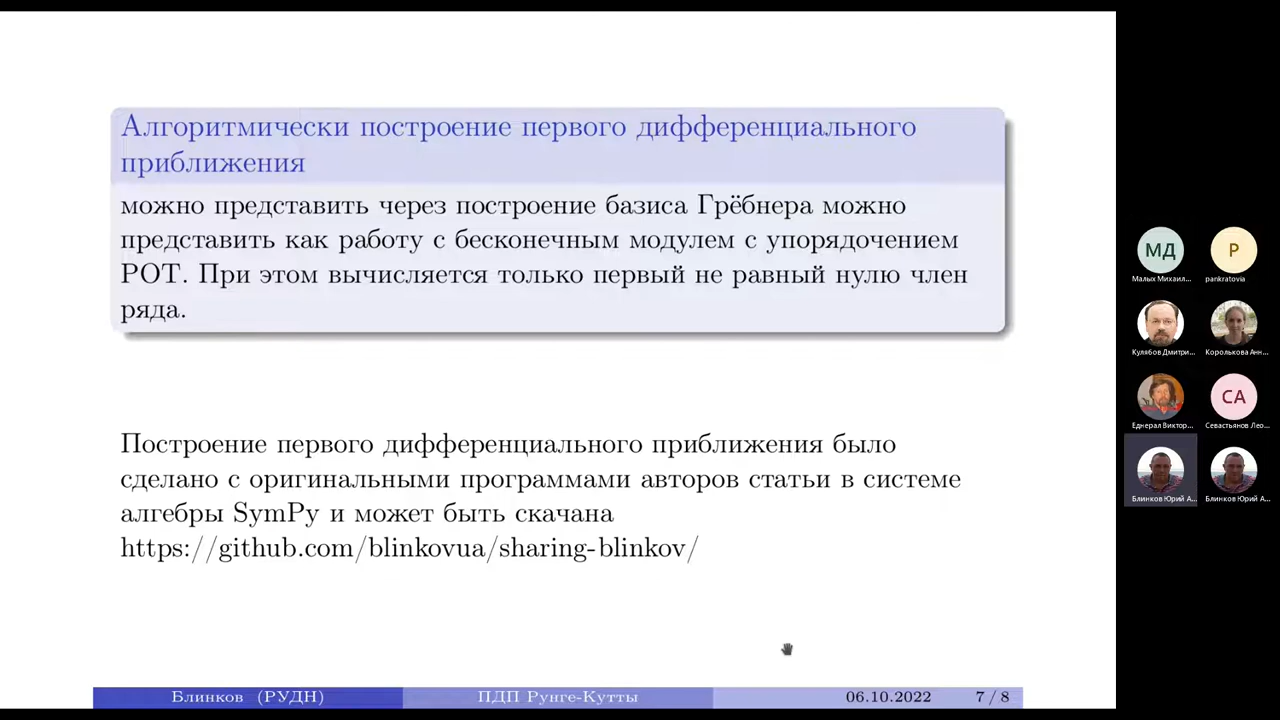 Алгоритмически построение первого дифференциального
приближения
можно представить через построение базиса Грёбнера можно
представить как работу с бесконечным модулем с упорядочением
POT. При этом вычисляется только первый не равный нулю член
ряда.
Построение первого дифференциального приближения было
сделано с оригинальными программами авторов статьи в системе
алгебры SymPy и может быть скачана
https://github.com/blinkovua/sharing-blinkov/
Блинков (РУДН) ПДП Рунге-Кутты 06.10.2022 7 / 8
МД P
Малых Михаил... pankratovia
Кулябов Дмитри... Королькова Анн...
СА
Еднерал Виктор... Севастьянов Лео...
Блинков Юрий А... Блинков Юрий А...